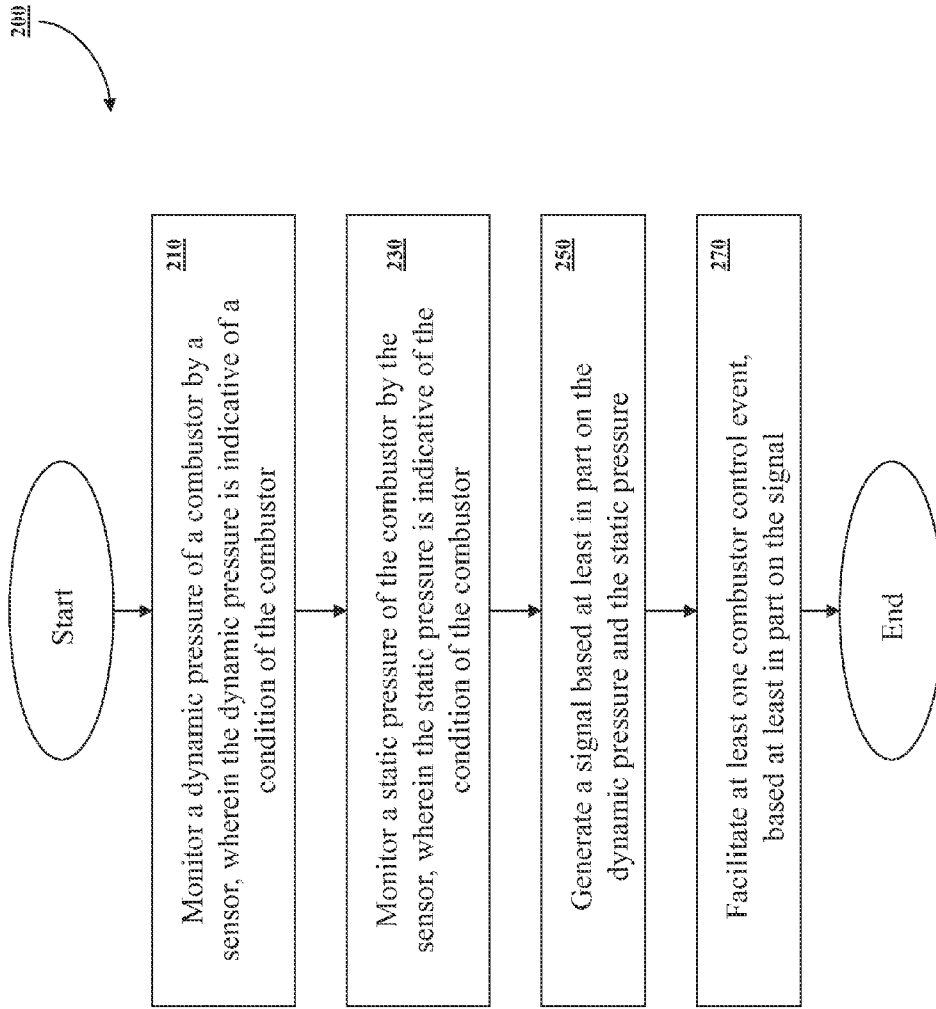 200
Start
210
Monitor a dynamic pressure of a combustor by a
sensor, wherein the dynamic pressure is indicative of a
condition of the combustor
230
Monitor a static pressure of the combustor by the
sensor, wherein the static pressure is indicative of the
condition of the combustor
250
Generate a signal based at least in part on the
dynamic pressure and the static pressure
270
Facilitate at least one combustor control event,
based at least in part on the signal
End